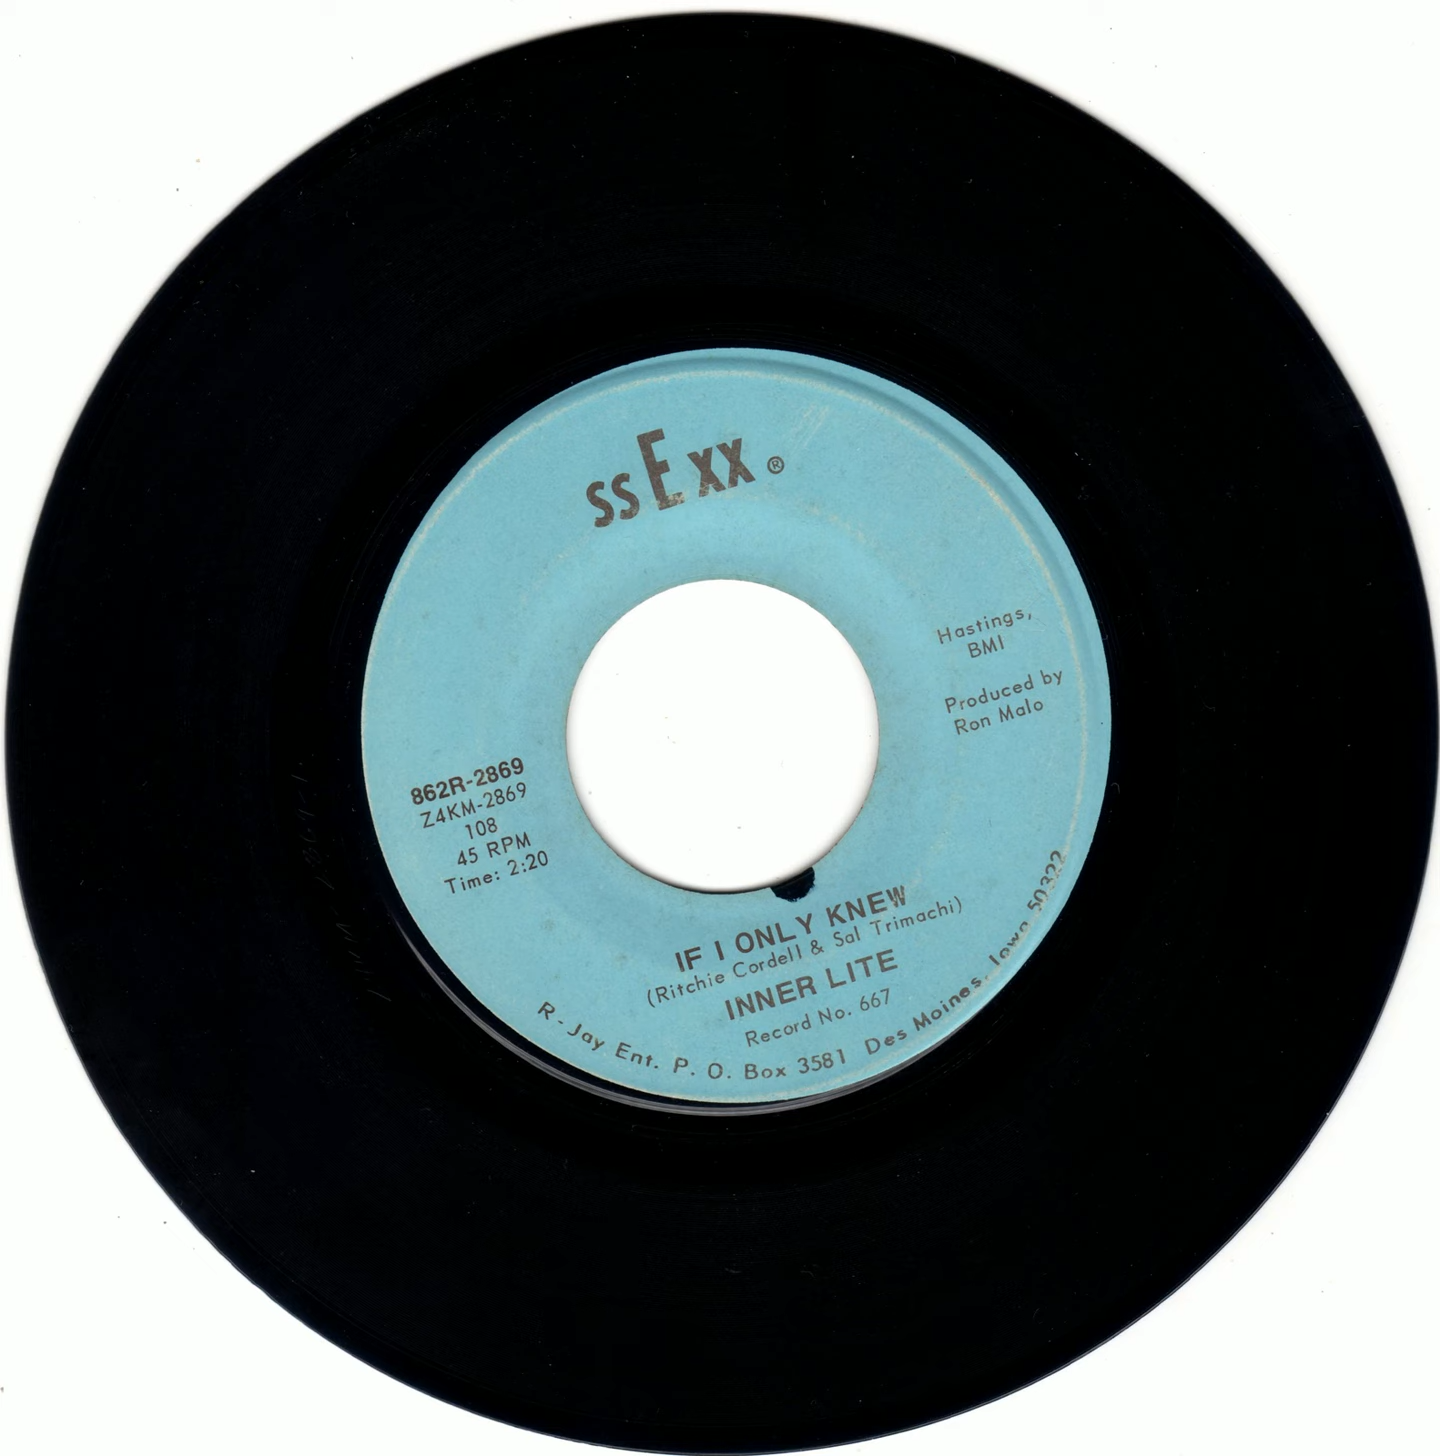 ssExx ®
Hastings,
BMI
Produced by
Ron Malo
862R-2869
Z4KM-2869
108
45 RPM
Time: 2:20
IF I ONLY KNEW
(Ritchie Cordell & Sal Trimachi)
INNER LITE
Record No. 667
R-Jay Ent. P. O. Box 3581 Des Moines, Iowa 50322